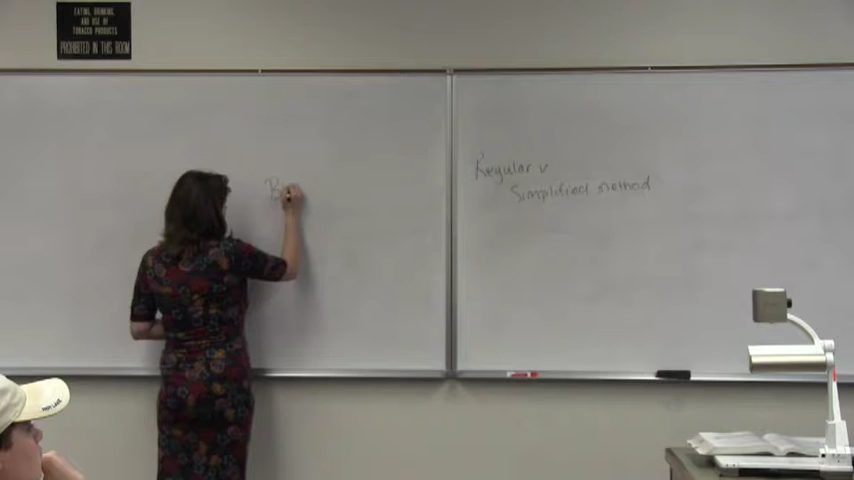 EATING, DRINKING,
AND USE OF
TOBACCO PRODUCTS
PROHIBITED IN THIS ROOM
B
Regular v
Simplified method